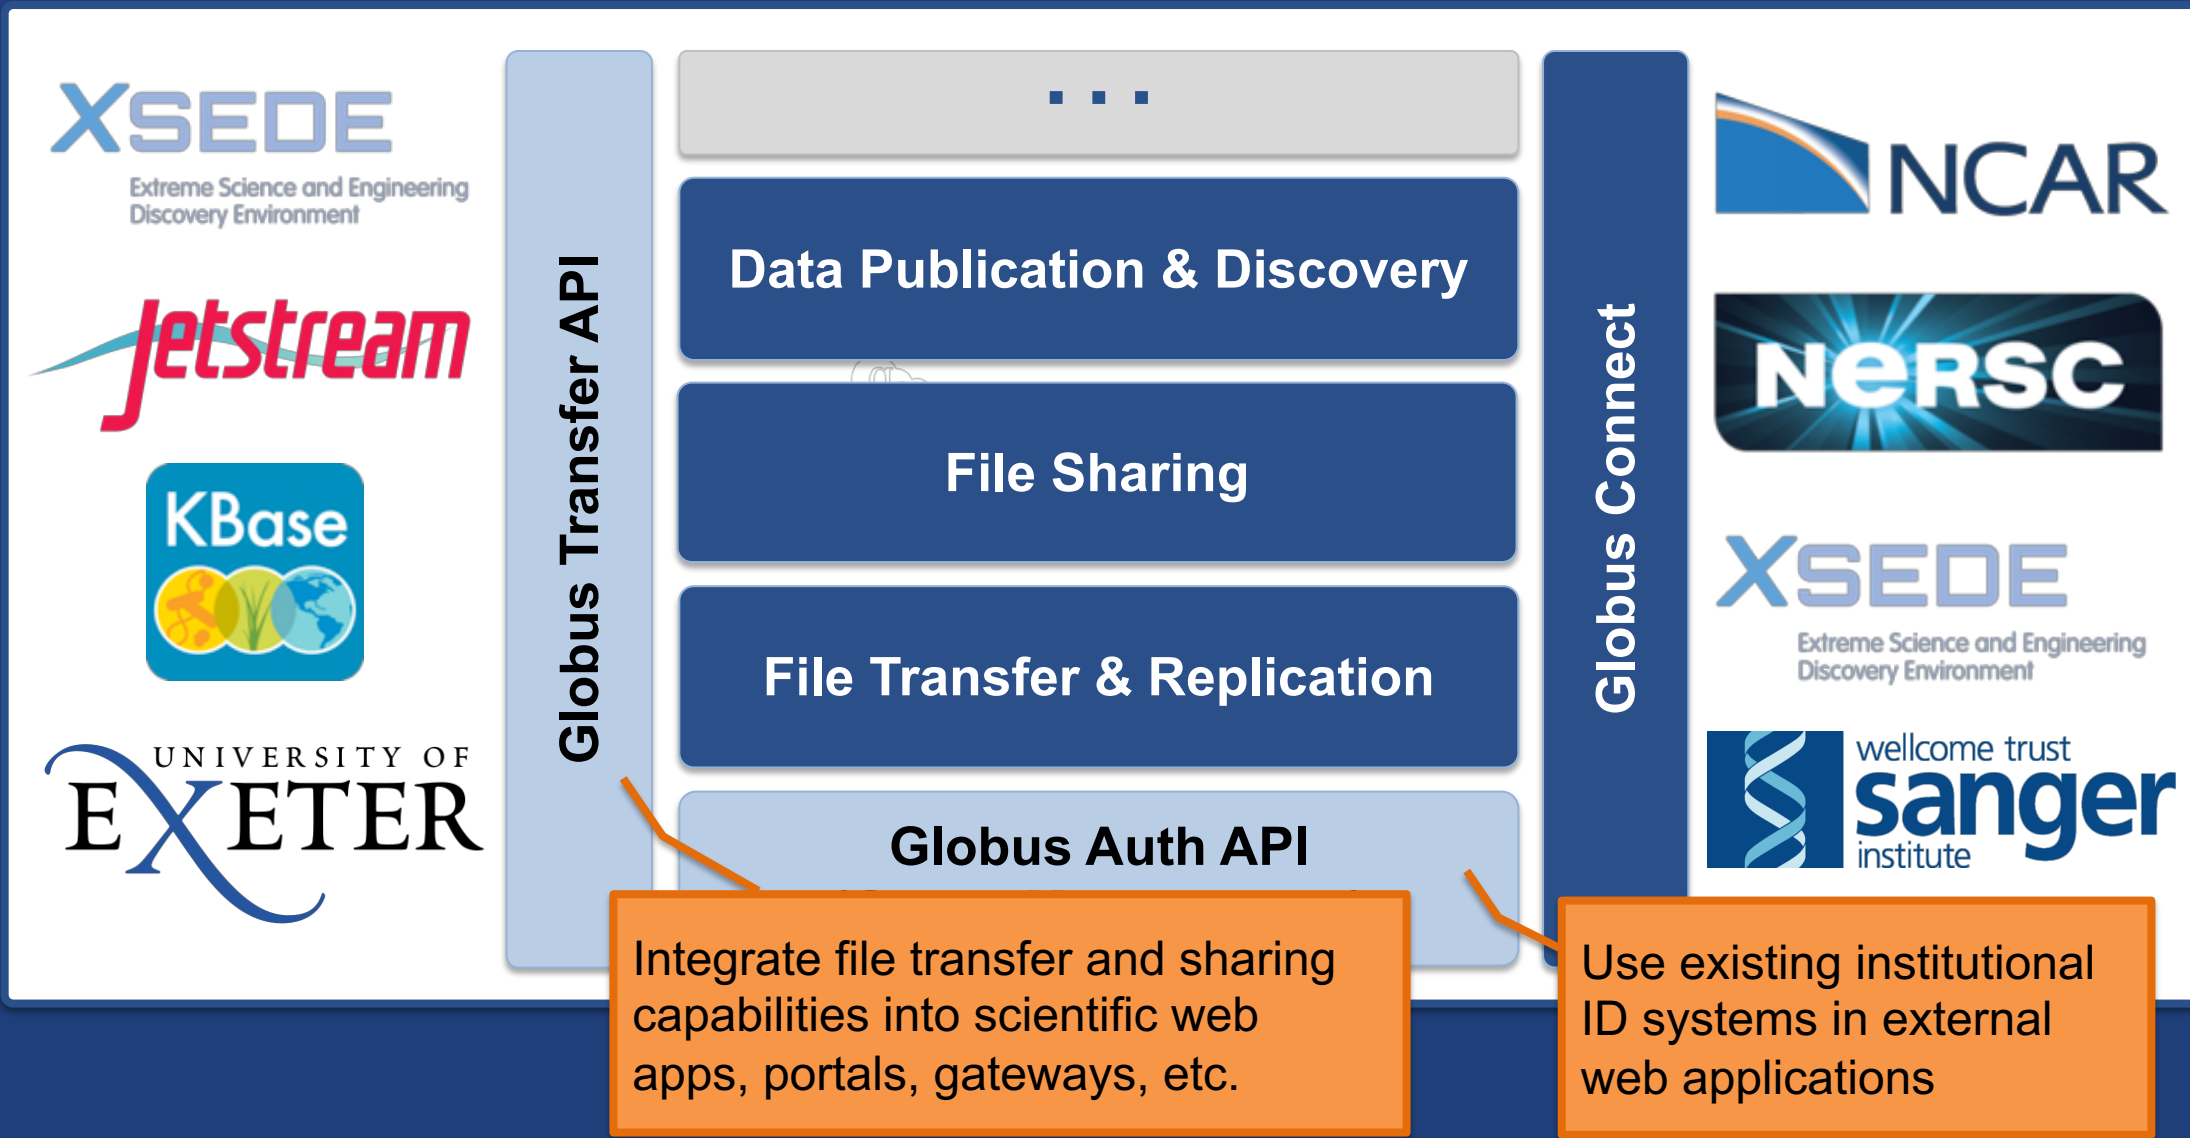 XSEDE
Extreme Science and Engineering
Discovery Environment
Jetstream
KBase
UNIVERSITY OF
EXETER
Globus Transfer API
...
Data Publication & Discovery
File Sharing
File Transfer & Replication
Globus Auth API
Globus Connect
NCAR
NeRSC
XSEDE
Extreme Science and Engineering
Discovery Environment
wellcome trust
sanger
institute
Integrate file transfer and sharing
capabilities into scientific web
apps, portals, gateways, etc.
Use existing institutional
ID systems in external
web applications